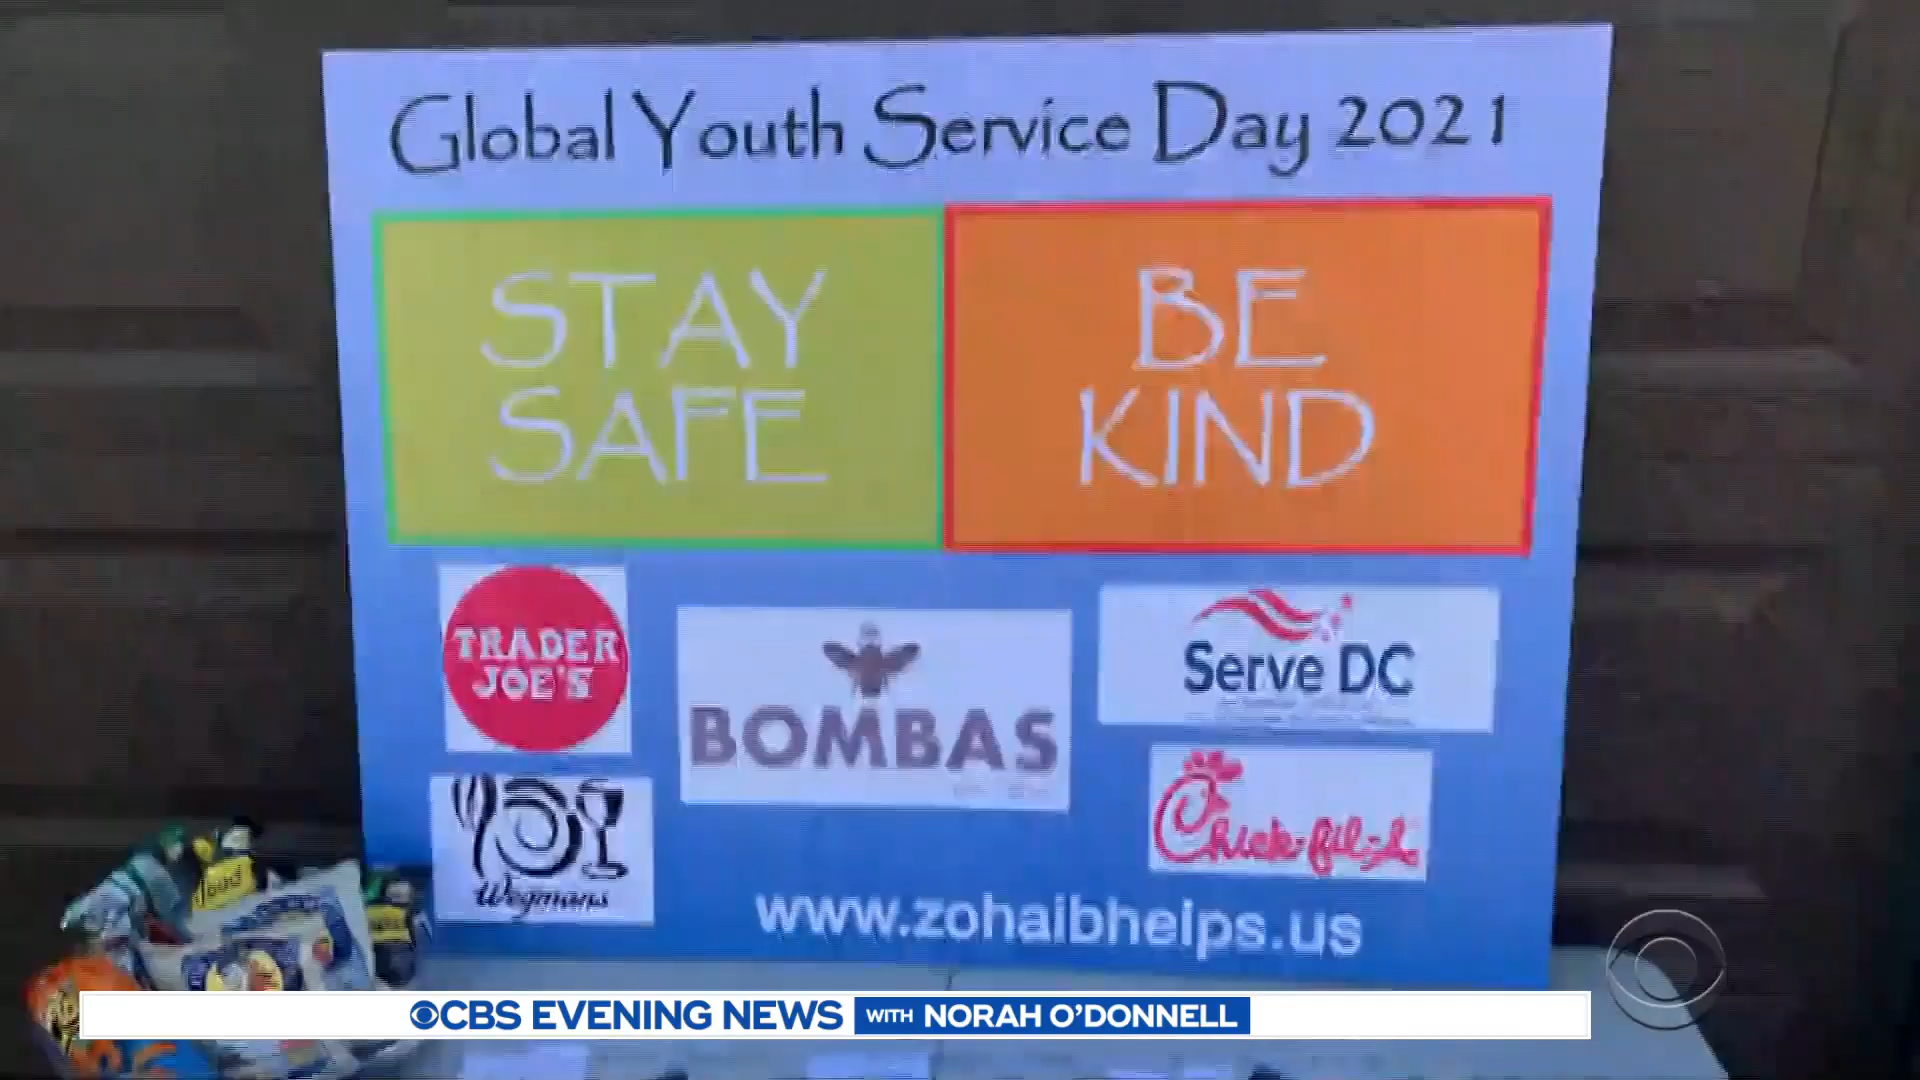 Global Youth Service Day 2021
STAY
SAFE
BE
KIND
TRADER
JOE'S
BOMBAS
Serve DC
Wegmans
Chick-fil-A
www.zohaibhelps.us
CBS EVENING NEWS WITH NORAH O'DONNELL